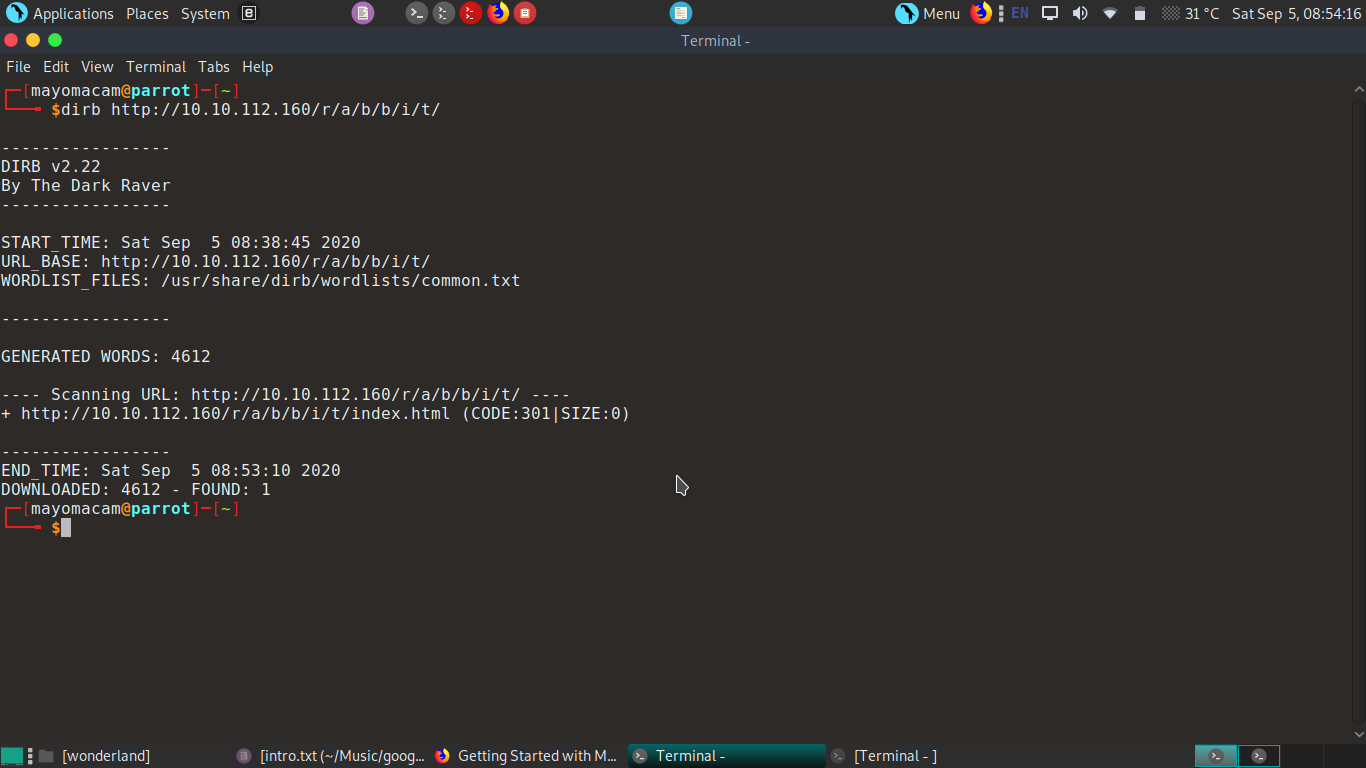 Applications Places System Menu EN 31 °C Sat Sep 5, 08:54:16
Terminal -
File Edit View Terminal Tabs Help
┌─[mayomacam@parrot]─[~]
└──╼ $dirb http://10.10.112.160/r/a/b/b/i/t/
-----------------
DIRB v2.22
By The Dark Raver
-----------------
START_TIME: Sat Sep  5 08:38:45 2020
URL_BASE: http://10.10.112.160/r/a/b/b/i/t/
WORDLIST_FILES: /usr/share/dirb/wordlists/common.txt
-----------------
GENERATED WORDS: 4612
---- Scanning URL: http://10.10.112.160/r/a/b/b/i/t/ ----
+ http://10.10.112.160/r/a/b/b/i/t/index.html (CODE:301|SIZE:0)
-----------------
END_TIME: Sat Sep  5 08:53:10 2020
DOWNLOADED: 4612 - FOUND: 1
┌─[mayomacam@parrot]─[~]
└──╼ $
[wonderland] [intro.txt (~/Music/goog... Getting Started with M... Terminal - [Terminal - ]